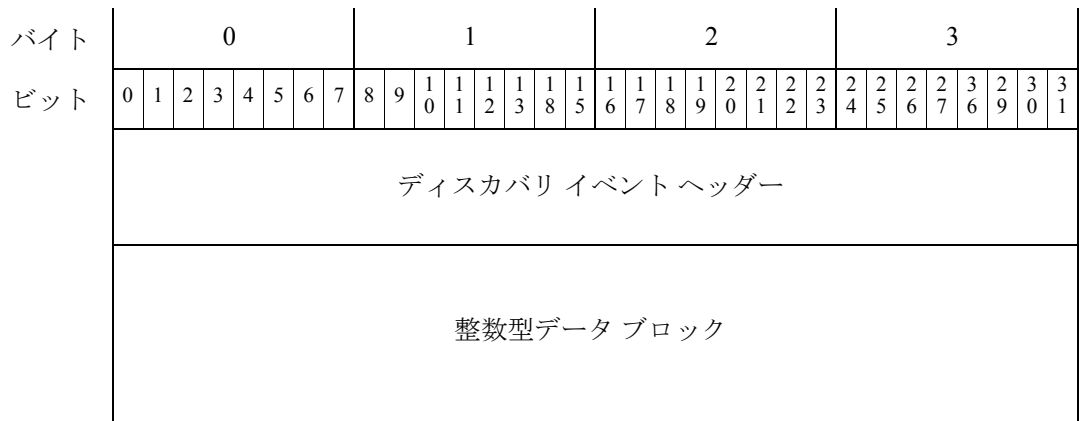 バイト 0 1 2 3
ビット 0 1 2 3 4 5 6 7 8 9 10 11 12 13 18 15 16 17 18 19 20 21 22 23 24 25 26 27 36 29 30 31
ディスカバリ イベント ヘッダー
整数型データ ブロック